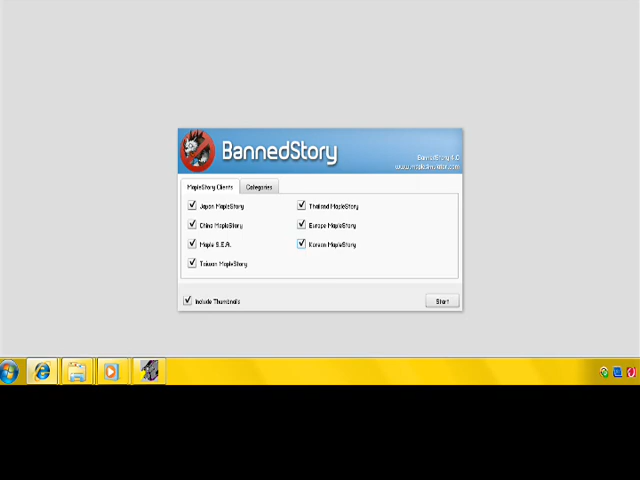 BannedStory
BannedStory 4.0
www.maplesimulator.com
MapleStory Clients
Categories
Japan MapleStory
Thailand MapleStory
China MapleStory
Europe MapleStory
Maple S.E.A.
Korean MapleStory
Taiwan MapleStory
Include Thumbnails
Start